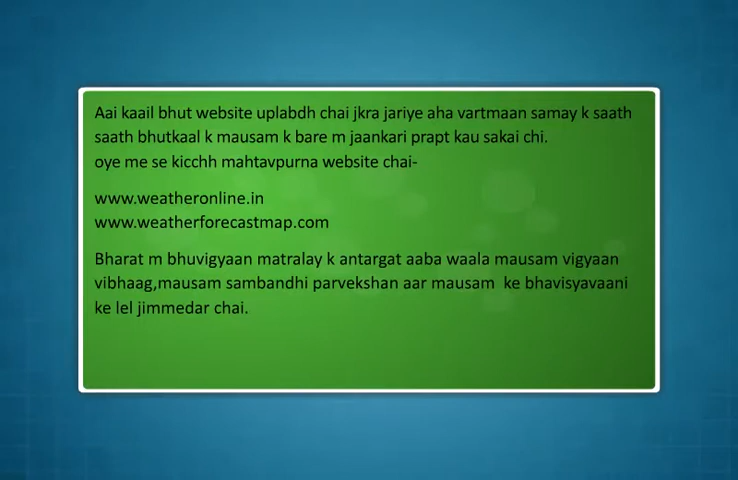 Aai kaail bhut website uplabdh chai jkra jariye aha vartmaan samay k saath
saath bhutkaal k mausam k bare m jaankari prapt kau sakai chi.
oye me se kicchh mahtavpurna website chai-
www.weatheronline.in
www.weatherforecastmap.com
Bharat m bhuvigyaan matralay k antargat aaba waala mausam vigyaan
vibhaag,mausam sambandhi parvekshan aar mausam  ke bhavisyavaani
ke lel jimmedar chai.